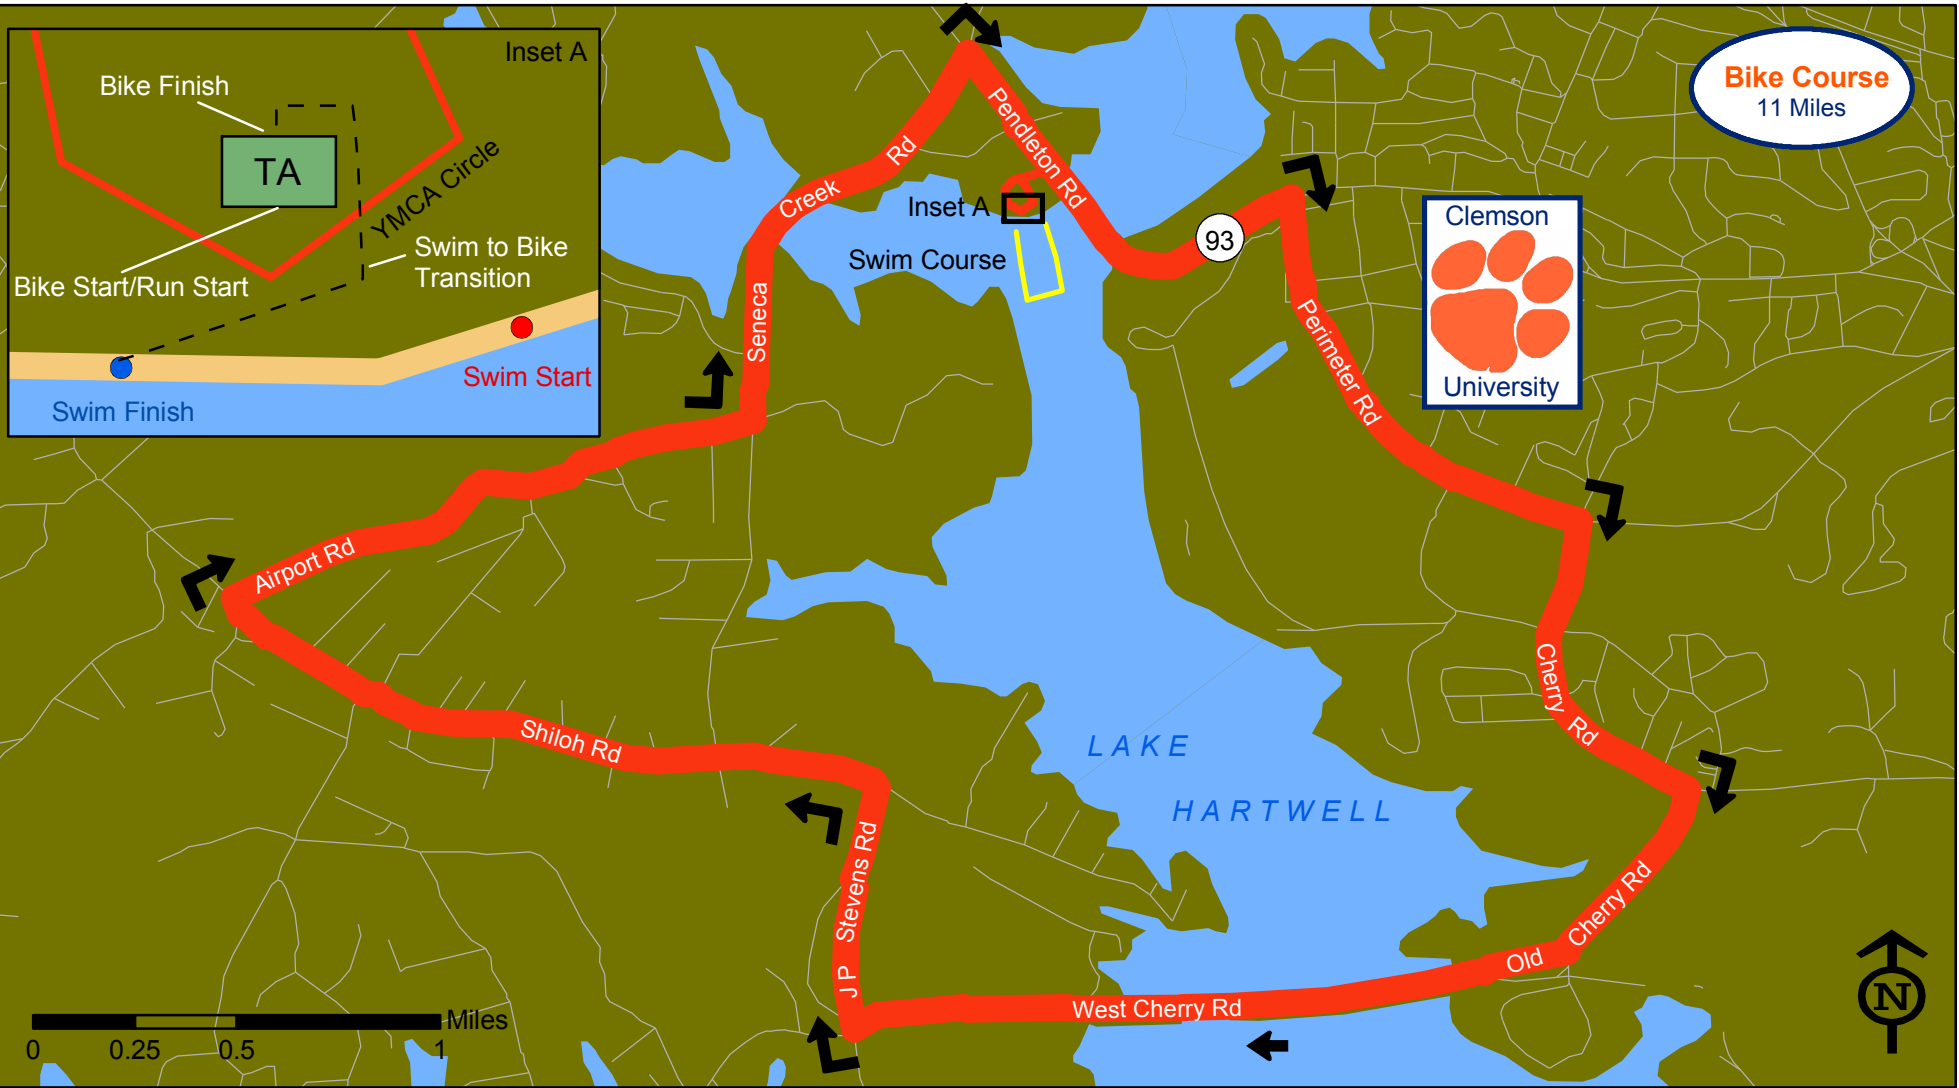 Inset A
Bike Finish
TA
YMCA Circle
Swim to Bike
Transition
Bike Start/Run Start
Swim Start
Swim Finish
Bike Course
11 Miles
Pendleton Rd
Creek Rd
Inset A
Swim Course
93
Clemson
University
Seneca
Perimeter Rd
Airport Rd
Cherry Rd
Shiloh Rd
LAKE
HARTWELL
J P Stevens Rd
Old Cherry Rd
West Cherry Rd
N
Miles
0 0.25 0.5 1